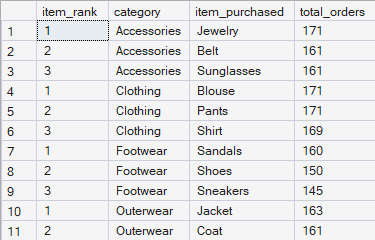 item_rank category item_purchased total_orders
1 1 Accessories Jewelry 171
2 2 Accessories Belt 161
3 3 Accessories Sunglasses 161
4 1 Clothing Blouse 171
5 2 Clothing Pants 171
6 3 Clothing Shirt 169
7 1 Footwear Sandals 160
8 2 Footwear Shoes 150
9 3 Footwear Sneakers 145
10 1 Outerwear Jacket 163
11 2 Outerwear Coat 161